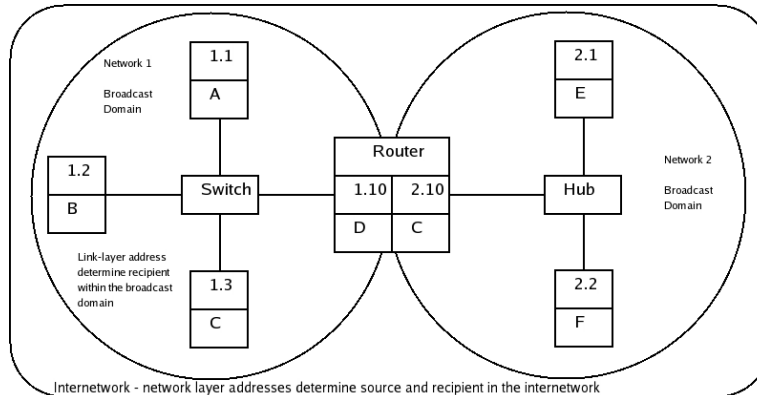 Network 1
Broadcast
Domain
1.1
A
1.2
B
Switch
Link-layer address
determine recipient
within the broadcast
domain
1.3
C
Router
1.10
2.10
D
C
2.1
E
Hub
Network 2
Broadcast
Domain
2.2
F
Internetwork - network layer addresses determine source and recipient in the internetwork